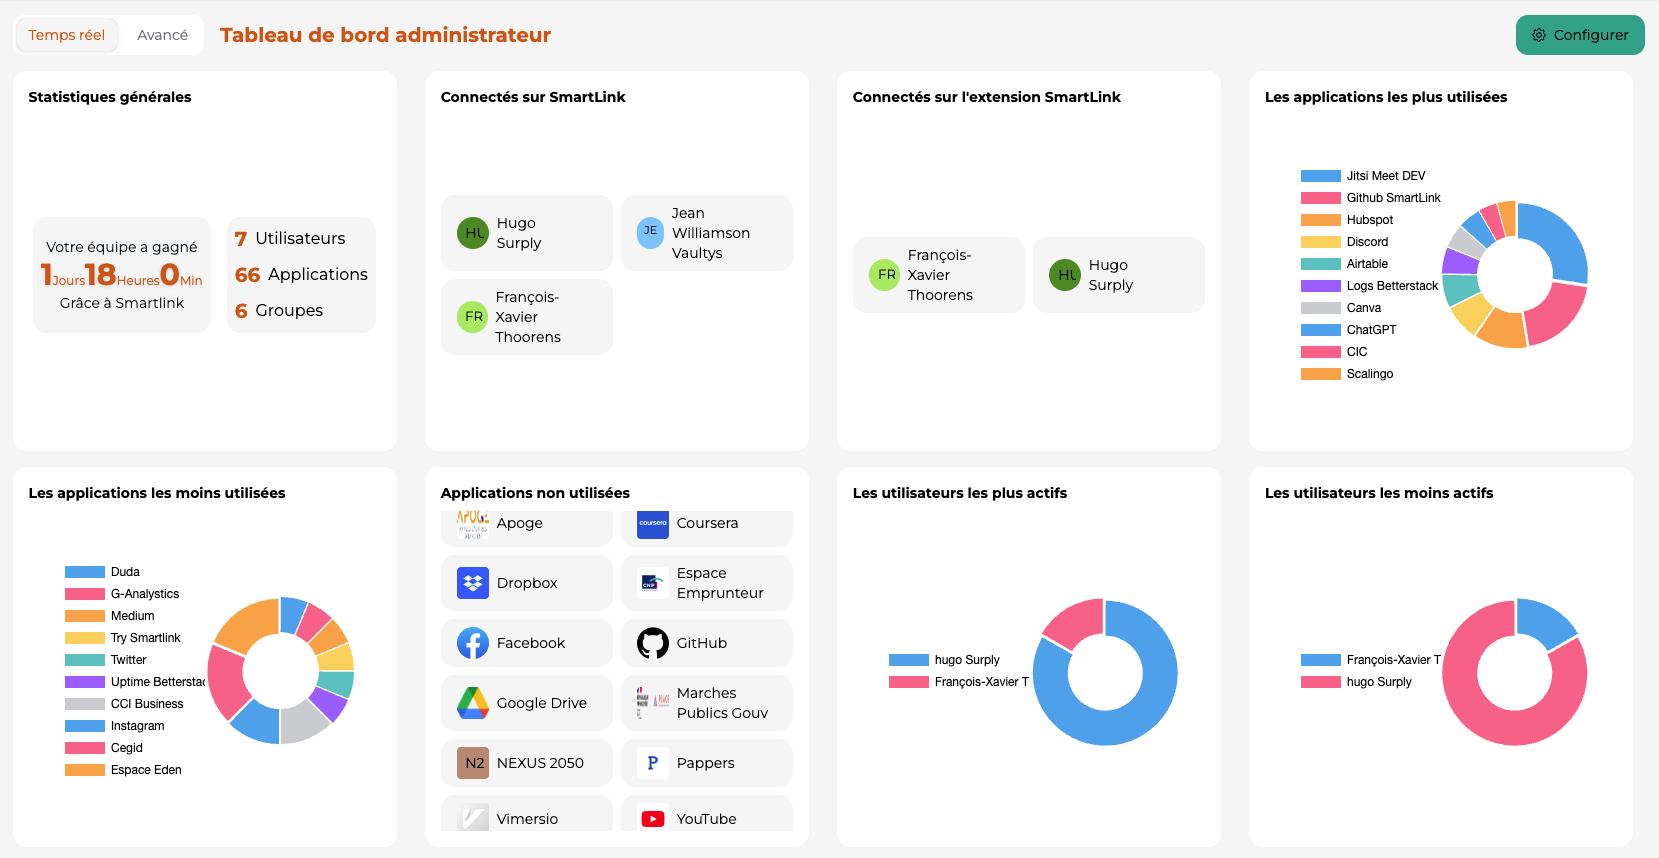 Temps réel
Avancé
Tableau de bord administrateur
Configurer
Statistiques générales
Votre équipe a gagné
1Jours18Heures0Min
Grâce à Smartlink
7 Utilisateurs
66 Applications
6 Groupes
Connectés sur SmartLink
HU
Hugo
Surply
JE
Jean
Williamson
Vaultys
FR
François-
Xavier
Thoorens
Connectés sur l'extension SmartLink
FR
François-
Xavier
Thoorens
HU
Hugo
Surply
Les applications les plus utilisées
Jitsi Meet DEV
Github SmartLink
Hubspot
Discord
Airtable
Logs Betterstack
Canva
ChatGPT
CIC
Scalingo
Les applications les moins utilisées
Duda
G-Analystics
Medium
Try Smartlink
Twitter
Uptime Betterstac
CCI Business
Instagram
Cegid
Espace Eden
Applications non utilisées
Apoge
coursera
Coursera
Dropbox
CNP
Espace
Emprunteur
Facebook
GitHub
Google Drive
Marches
Publics Gouv
N2
NEXUS 2050
P
Pappers
Vimersio
YouTube
Les utilisateurs les plus actifs
hugo Surply
François-Xavier T
Les utilisateurs les moins actifs
François-Xavier T
hugo Surply